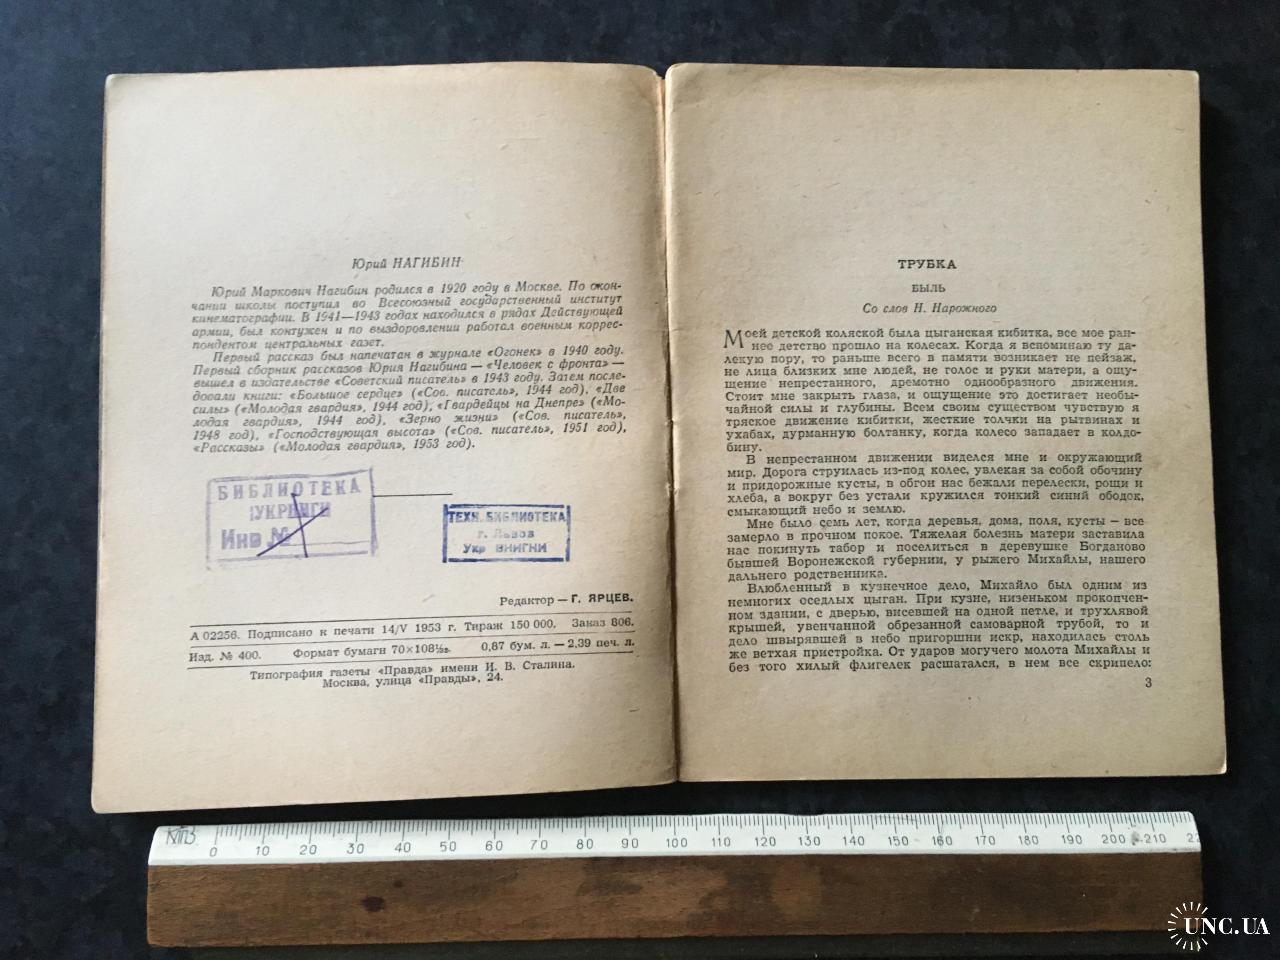 Юрий НАГИБИН
Юрий Маркович Нагибин родился в 1920 году в Москве. По окон-
чании школы поступил во Всесоюзный государственный институт
кинематографии. В 1941—1943 годах находился в рядах Действующей
армии, был контужен и по выздоровлении работал военным коррес-
пондентом центральных газет.
Первый рассказ был напечатан в журнале «Огонек» в 1940 году.
Первый сборник рассказов Юрия Нагибина — «Человек с фронта» —
вышел в издательстве «Советский писатель» в 1943 году. Затем после-
довали книги: «Большое сердце» («Сов. писатель», 1944 год), «Две
силы» («Молодая гвардия», 1944 год), «Гвардейцы на Днепре» («Мо-
лодая гвардия», 1944 год), «Зерно жизни» («Сов. писатель»,
1948 год), «Господствующая высота» («Сов. писатель», 1951 год),
«Рассказы» («Молодая гвардия», 1953 год).
БИБЛИОТЕКА
УКРВНИГИ
Инв №
ТЕХН. БИБЛИОТЕКА
г. Львов
Укр ВНИГНИ
Редактор — Г. ЯРЦЕВ.
А 02256. Подписано к печати 14/V 1953 г. Тираж 150 000. Заказ 806.
Изд. № 400. Формат бумаги 70×108 1/32. 0,87 бум. л. — 2,39 печ. л.
Типография газеты «Правда» имени И. В. Сталина.
Москва, улица «Правды», 24.
ТРУБКА
БЫЛЬ
Со слов Н. Нарожного
Моей детской коляской была цыганская кибитка, все мое ран-
нее детство прошло на колесах. Когда я вспоминаю ту да-
лекую пору, то раньше всего в памяти возникает не пейзаж,
не лица близких мне людей, не голос и руки матери, а ощу-
щение непрестанного, дремотно однообразного движения.
Стоит мне закрыть глаза, и ощущение это достигает необы-
чайной силы и глубины. Всем своим существом чувствую я
тряское движение кибитки, жесткие толчки на рытвинах и
ухабах, дурманную болтанку, когда колесо западает в колдо-
бину.
В непрестанном движении виделся мне и окружающий
мир. Дорога струилась из-под колес, увлекая за собой обочину
и придорожные кусты, в обгон нас бежали перелески, рощи и
хлеба, а вокруг без устали кружился тонкий синий ободок,
смыкающий небо и землю.
Мне было семь лет, когда деревья, дома, поля, кусты — все
замерло в прочном покое. Тяжелая болезнь матери заставила
нас покинуть табор и поселиться в деревушке Богданово
бывшей Воронежской губернии, у рыжего Михайлы, нашего
дальнего родственника.
Влюбленный в кузнечное дело, Михайло был одним из
немногих оседлых цыган. При кузне, низеньком прокопчен-
ном здании, с дверью, висевшей на одной петле, и трухлявой
крышей, увенчанной обрезанной самоварной трубой, то и
дело швырявшей в небо пригоршни искр, находилась столь
же ветхая пристройка. От ударов могучего молота Михайлы и
без того хилый флигелек расшатался, в нем все скрипело:
3
КТПЗ
0 10 20 30 40 50 60 70 80 90 100 110 120 130 140 150 160 170 180 190 200 210 22
UNC.UA